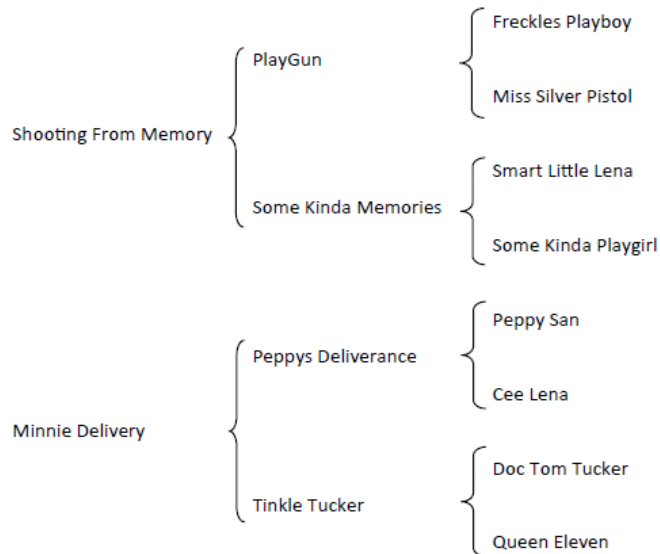 Freckles Playboy
PlayGun
Miss Silver Pistol
Shooting From Memory
Smart Little Lena
Some Kinda Memories
Some Kinda Playgirl
Peppy San
Peppys Deliverance
Cee Lena
Minnie Delivery
Doc Tom Tucker
Tinkle Tucker
Queen Eleven